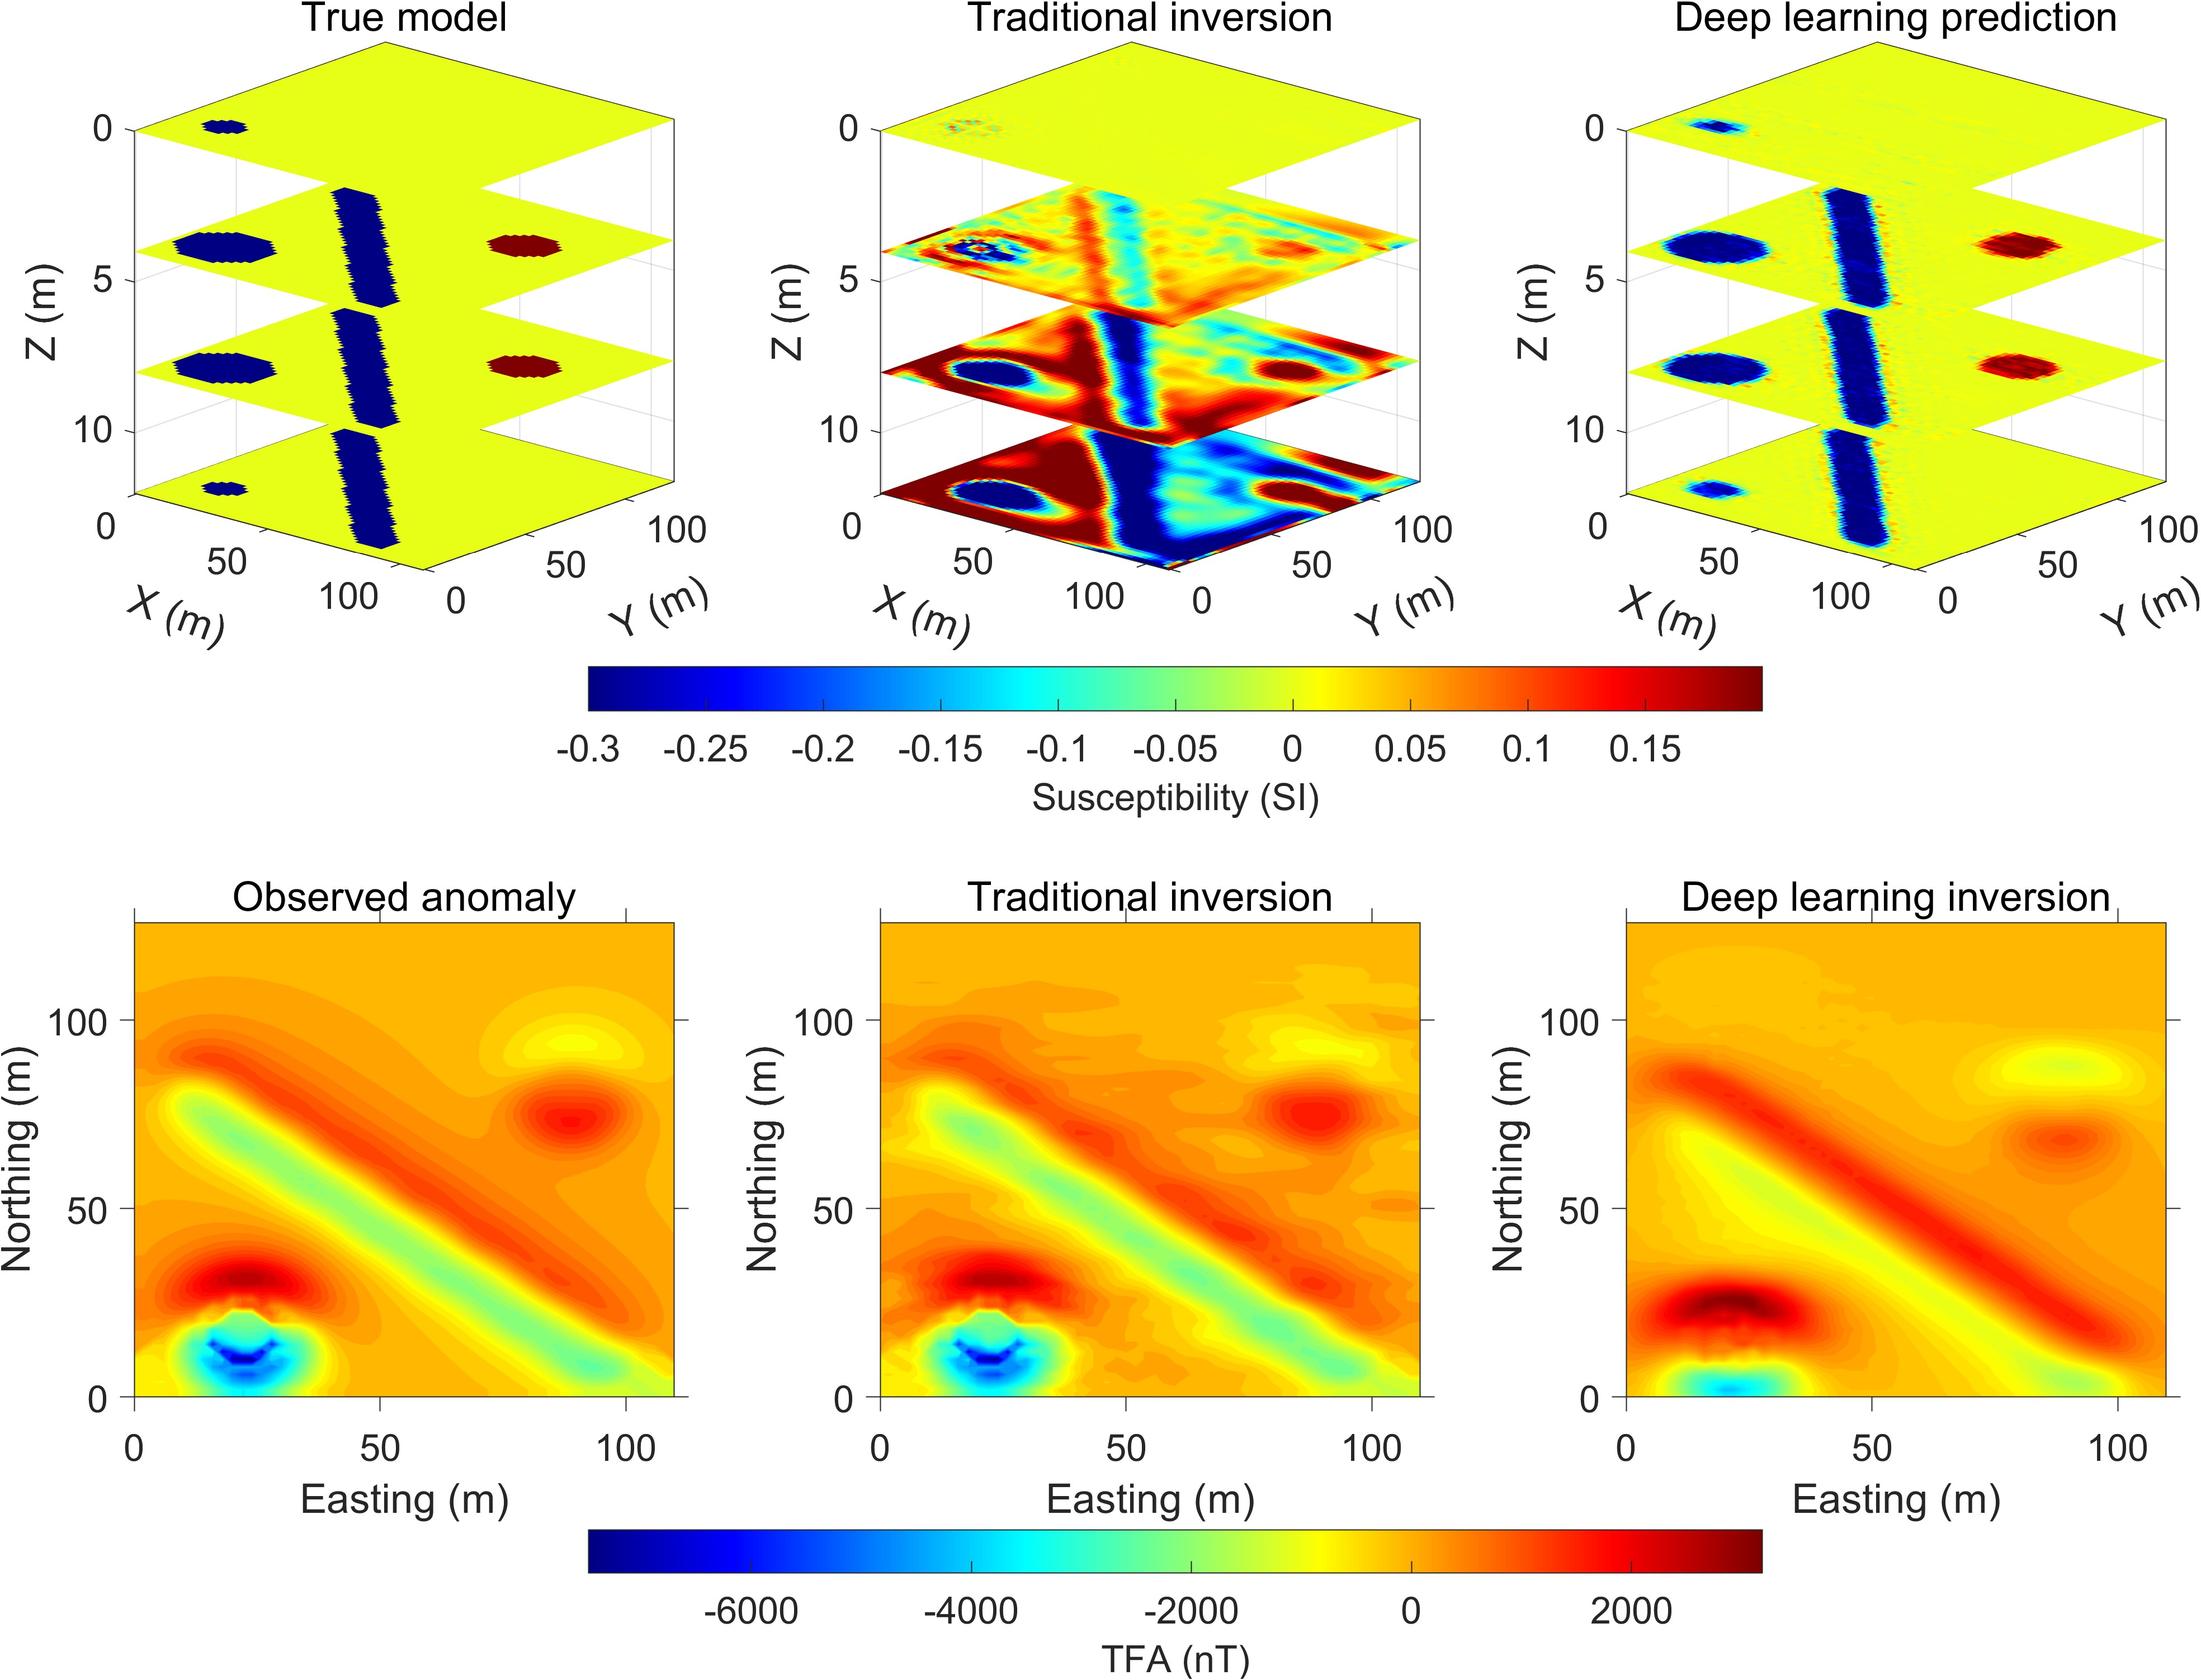 True model
Traditional inversion
Deep learning prediction
0
5
10
Z (m)
0
50
100
X (m)
0
50
100
Y (m)
0
5
10
Z (m)
0
50
100
X (m)
0
50
100
Y (m)
0
5
10
Z (m)
0
50
100
X (m)
0
50
100
Y (m)
-0.3 -0.25 -0.2 -0.15 -0.1 -0.05 0 0.05 0.1 0.15
Susceptibility (SI)
Observed anomaly
Traditional inversion
Deep learning inversion
100
50
0
Northing (m)
0 50 100
Easting (m)
100
50
0
Northing (m)
0 50 100
Easting (m)
100
50
0
Northing (m)
0 50 100
Easting (m)
-6000 -4000 -2000 0 2000
TFA (nT)